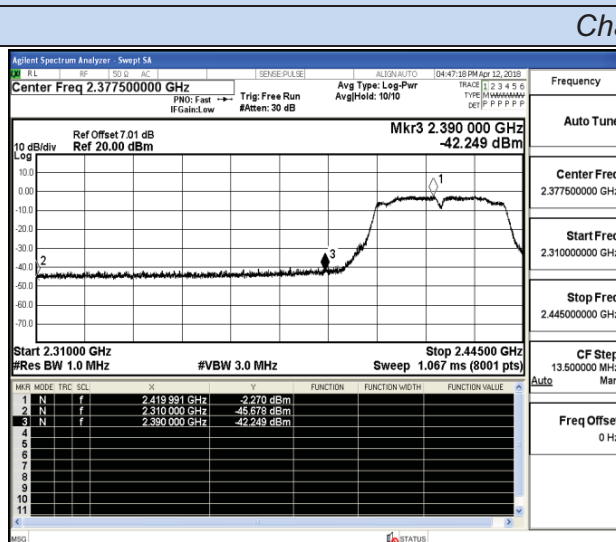 Cha
Agilent Spectrum Analyzer - Swept SA
RL RF 50 Ω AC SENSE:PULSE ALIGN AUTO 04:47:18 PM Apr 12, 2018
Center Freq 2.377500000 GHz
PNO: Fast
IFGain:Low
Trig: Free Run
#Atten: 30 dB
Avg Type: Log-Pwr
Avg|Hold: 10/10
TRACE 1 2 3 4 5 6
TYPE M
DET P P P P P P
Ref Offset 7.01 dB
Ref 20.00 dBm
10 dB/div
Log
Mkr3 2.390 000 GHz
-42.249 dBm
10.0
0.00
-10.0
-20.0
-30.0
-40.0
-50.0
-60.0
-70.0
1
2
3
Start 2.31000 GHz
Stop 2.44500 GHz
#Res BW 1.0 MHz
#VBW 3.0 MHz
Sweep 1.067 ms (8001 pts)
MKR MODE TRC SCL X Y FUNCTION FUNCTION WIDTH FUNCTION VALUE
1 N f 2.419 991 GHz -2.270 dBm
2 N f 2.310 000 GHz -45.678 dBm
3 N f 2.390 000 GHz -42.249 dBm
4
5
6
7
8
9
10
11
MSG STATUS
Frequency
Auto Tune
Center Freq
2.377500000 GHz
Start Freq
2.310000000 GHz
Stop Freq
2.445000000 GHz
CF Step
13.500000 MHz
Auto Man
Freq Offset
0 Hz